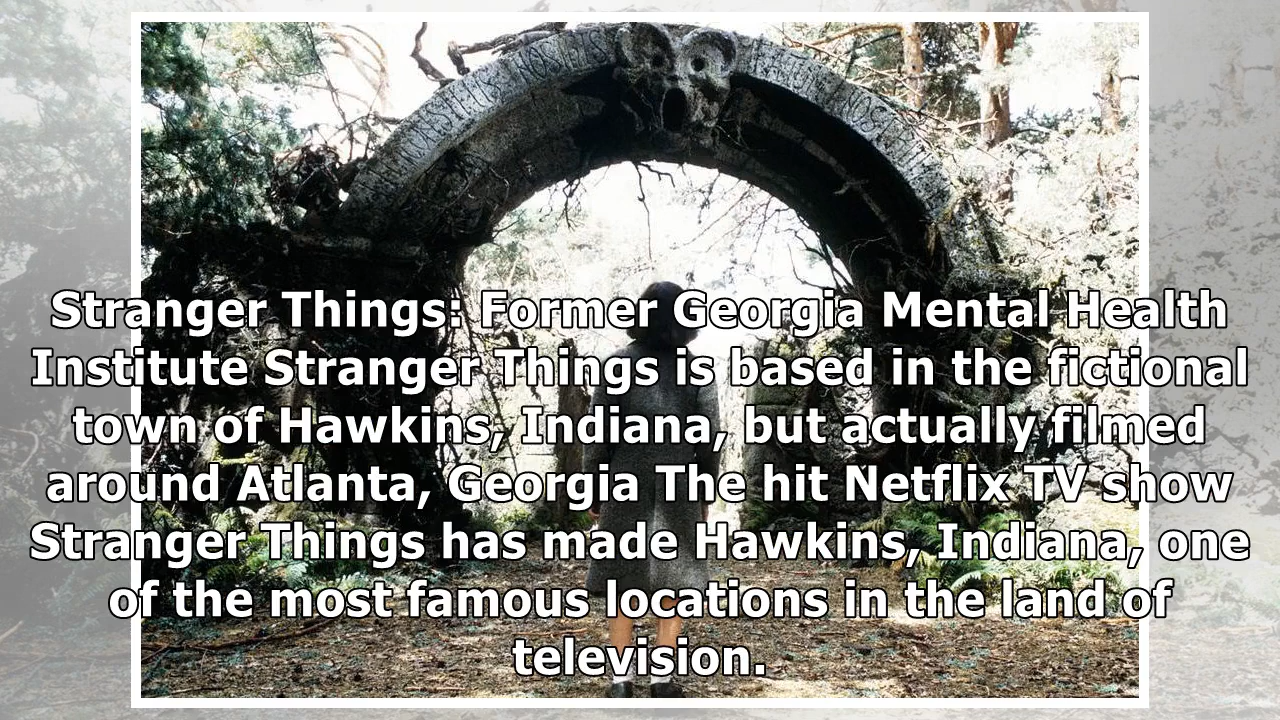 Stranger Things: Former Georgia Mental Health
Institute Stranger Things is based in the fictional
town of Hawkins, Indiana, but actually filmed
around Atlanta, Georgia The hit Netflix TV show
Stranger Things has made Hawkins, Indiana, one
of the most famous locations in the land of
television.